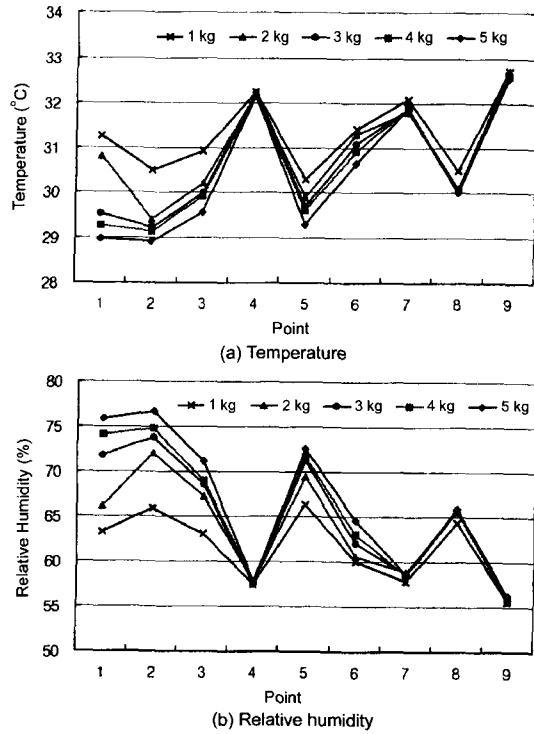 34
1 kg 2 kg 3 kg 4 kg 5 kg
33
32
31
30
29
28
Temperature (°C)
1 2 3 4 5 6 7 8 9
Point
(a) Temperature
80
1 kg 2 kg 3 kg 4 kg 5 kg
75
70
65
60
55
50
Relative Humidity (%)
1 2 3 4 5 6 7 8 9
Point
(b) Relative humidity